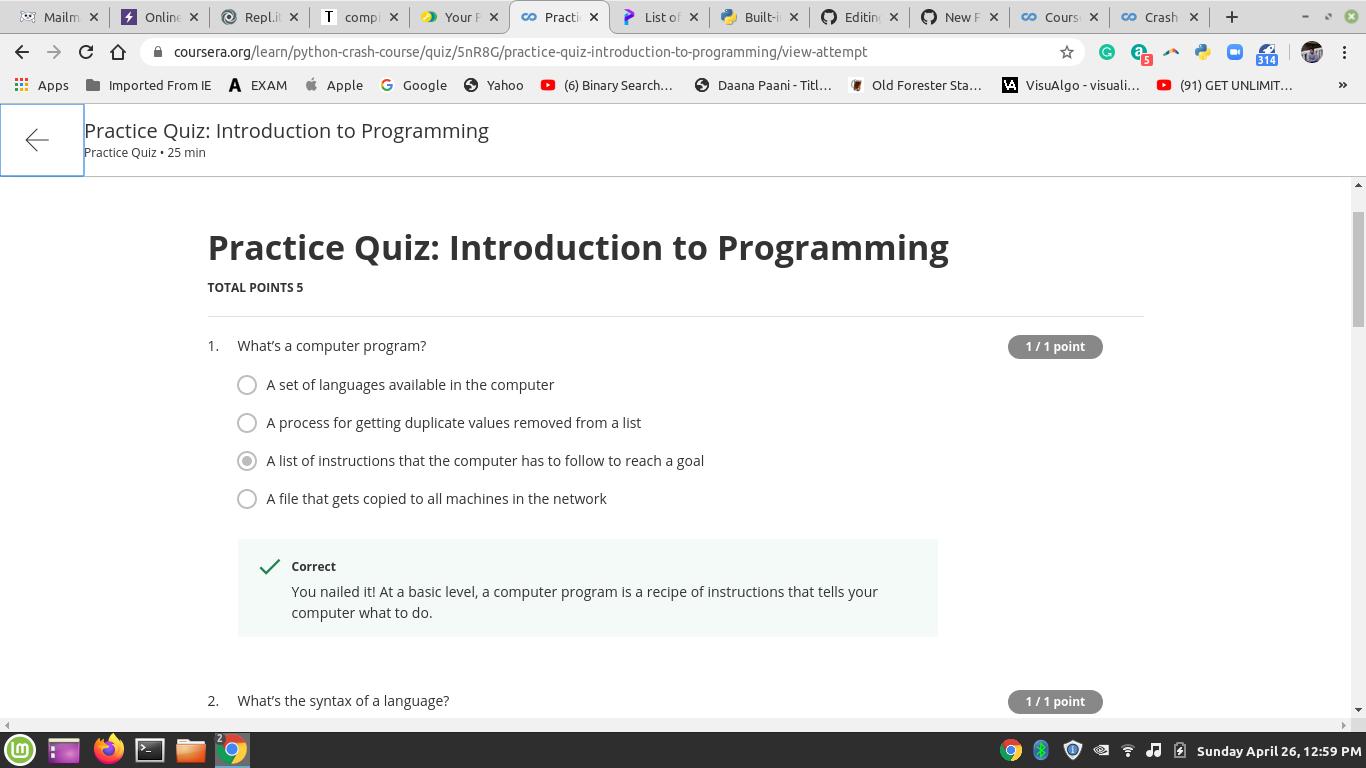 Mailm
Online
Repl.it
T compl
Your P
Practi
List of
Built-i
Editing
New F
Cours
Crash
coursera.org/learn/python-crash-course/quiz/5nR8G/practice-quiz-introduction-to-programming/view-attempt
5
314
Apps
Imported From IE
A EXAM
Apple
Google
Yahoo
(6) Binary Search...
Daana Paani - Titl...
Old Forester Sta...
VA VisuAlgo - visuali...
(91) GET UNLIMIT...
»
Practice Quiz: Introduction to Programming
Practice Quiz • 25 min
Practice Quiz: Introduction to Programming
TOTAL POINTS 5
1. What's a computer program?
1 / 1 point
A set of languages available in the computer
A process for getting duplicate values removed from a list
A list of instructions that the computer has to follow to reach a goal
A file that gets copied to all machines in the network
Correct
You nailed it! At a basic level, a computer program is a recipe of instructions that tells your
computer what to do.
2. What's the syntax of a language?
1 / 1 point
2
Sunday April 26, 12:59 PM